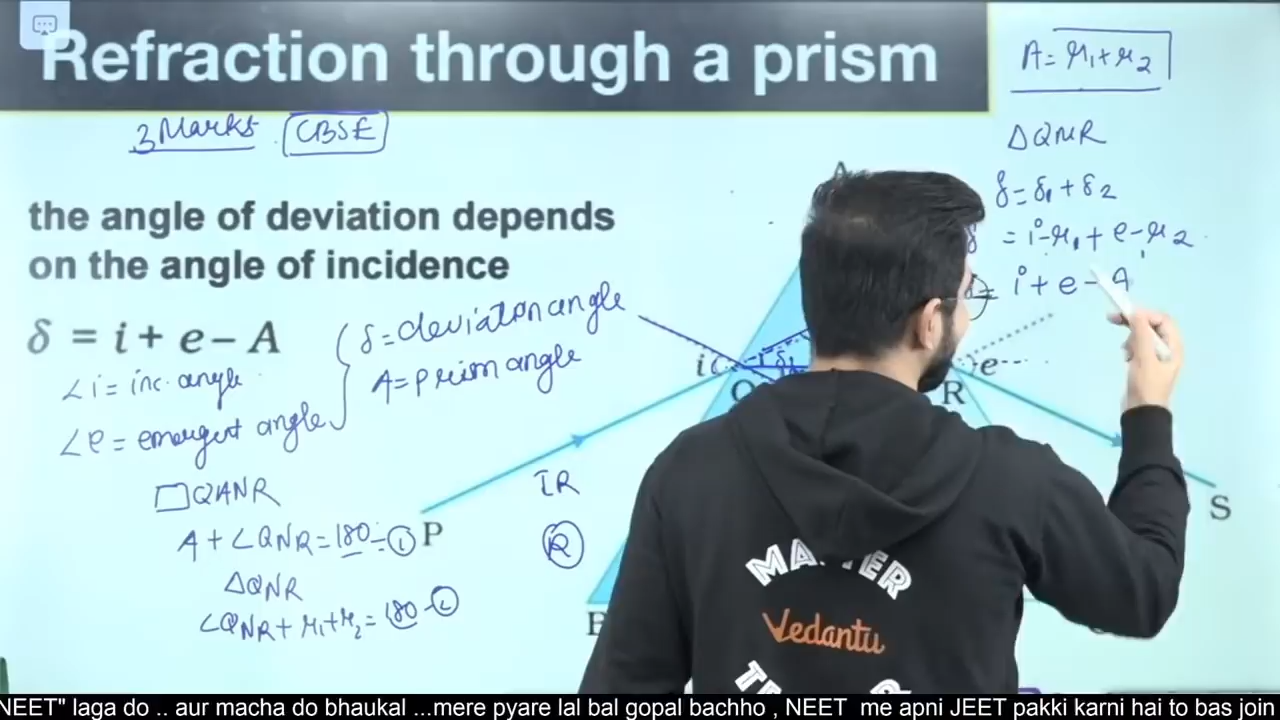 Refraction through a prism
A = r₁ + r₂
3 Marks CBSE
the angle of deviation depends
on the angle of incidence
δ = i + e – A
∠i = inc. angle
∠e = emergent angle
δ = deviation angle
A = prism angle
□QANR
A + ∠QNR = 180 – ①
ΔQNR
∠QNR + r₁ + r₂ = 180 – ②
ΔQMR
δ = δ₁ + δ₂
δ = i – r₁ + e – r₂
= i + e – A
A
i
δ₁
e
Q
R
P
IR
R
S
B
MASTER
Vedantu
NEET" laga do .. aur macha do bhaukal ...mere pyare lal bal gopal bachho , NEET me apni JEET pakki karni hai to bas join